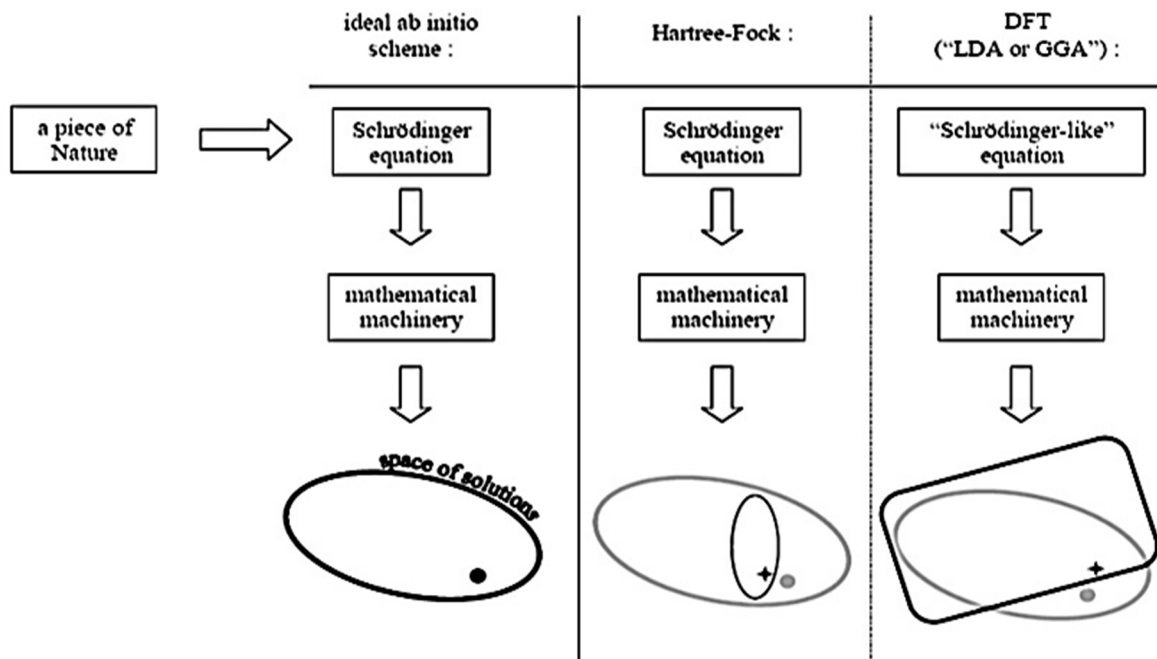 ideal ab initio
scheme :
Hartree-Fock :
DFT
("LDA or GGA") :
a piece of
Nature
Schrödinger
equation
Schrödinger
equation
"Schrödinger-like"
equation
mathematical
machinery
mathematical
machinery
mathematical
machinery
space of solutions